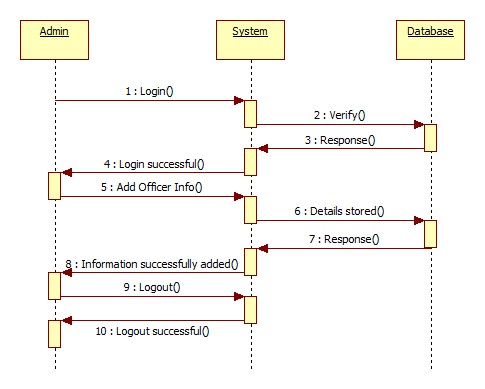 Admin
System
Database
1 : Login()
2 : Verify()
3 : Response()
4 : Login successful()
5 : Add Officer Info()
6 : Details stored()
7 : Response()
8 : Information successfully added()
9 : Logout()
10 : Logout successful()